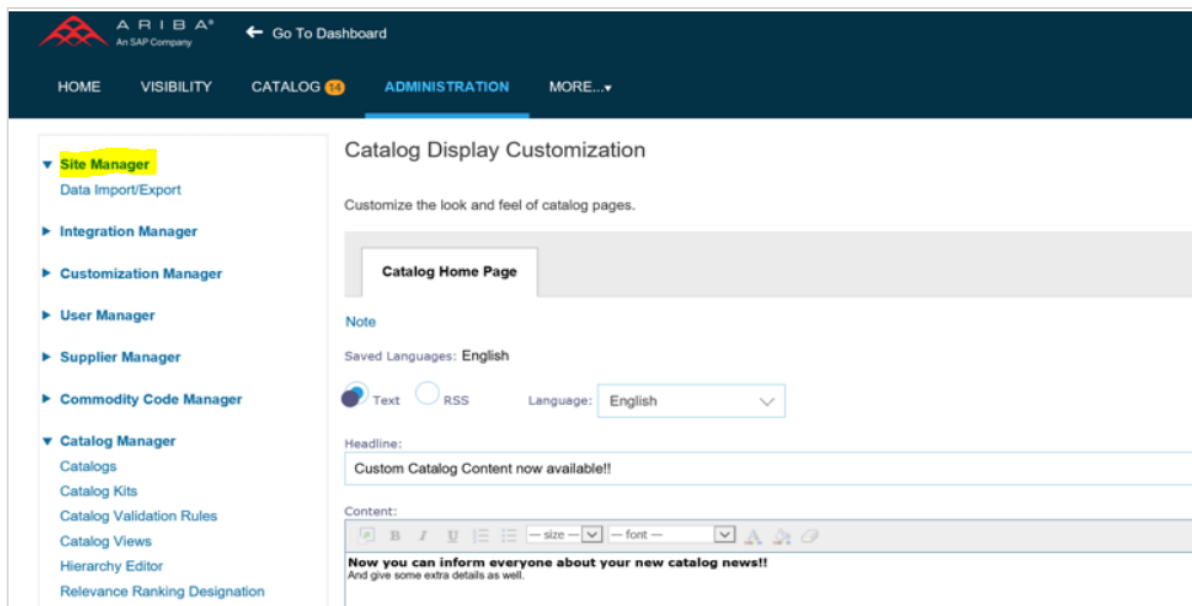 ARIBA®
An SAP Company
Go To Dashboard
HOME VISIBILITY CATALOG 14 ADMINISTRATION MORE...
Site Manager
Data Import/Export
Integration Manager
Customization Manager
User Manager
Supplier Manager
Commodity Code Manager
Catalog Manager
Catalogs
Catalog Kits
Catalog Validation Rules
Catalog Views
Hierarchy Editor
Relevance Ranking Designation
Catalog Display Customization
Customize the look and feel of catalog pages.
Catalog Home Page
Note
Saved Languages: English
Text RSS Language: English
Headline:
Custom Catalog Content now available!!
Content:
B I U — size — — font — A
Now you can inform everyone about your new catalog news!!
And give some extra details as well.